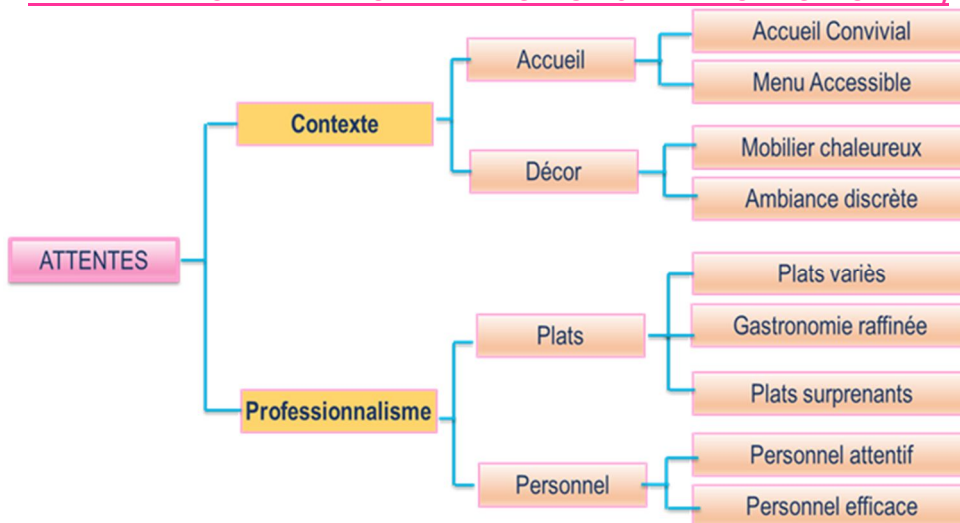 Accueil Convivial
Accueil
Menu Accessible
Contexte
Mobilier chaleureux
Décor
Ambiance discrète
ATTENTES
Plats variès
Gastronomie raffinée
Plats
Plats surprenants
Professionnalisme
Personnel attentif
Personnel
Personnel efficace